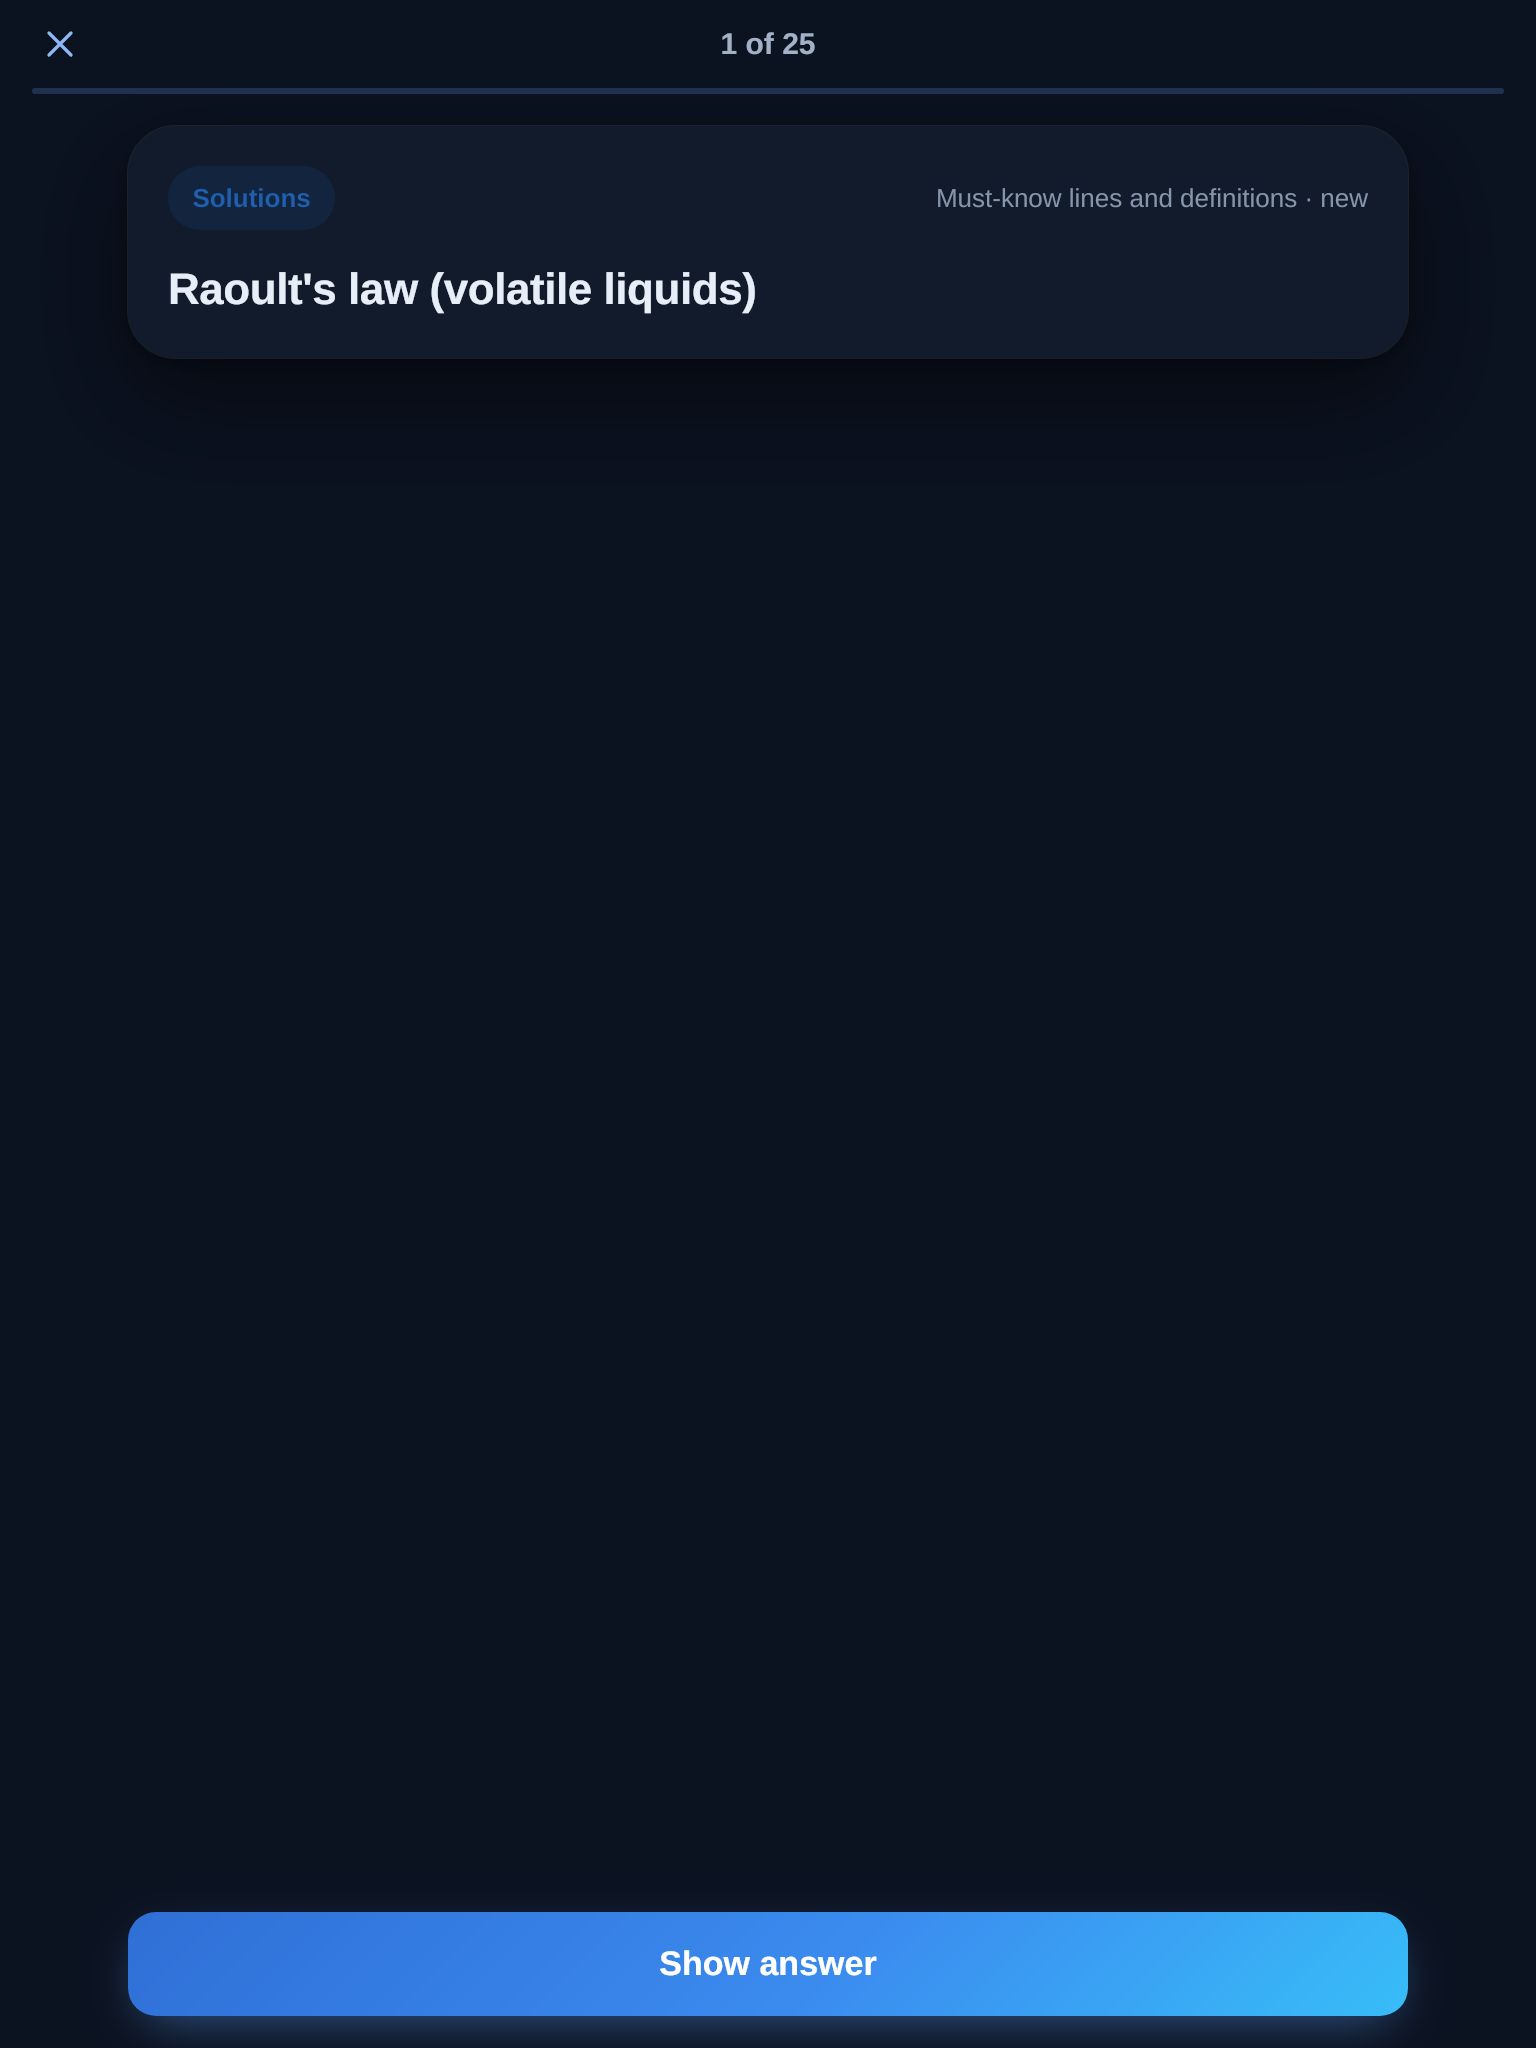 1 of 25
Solutions
Must-know lines and definitions · new
Raoult's law (volatile liquids)
Show answer